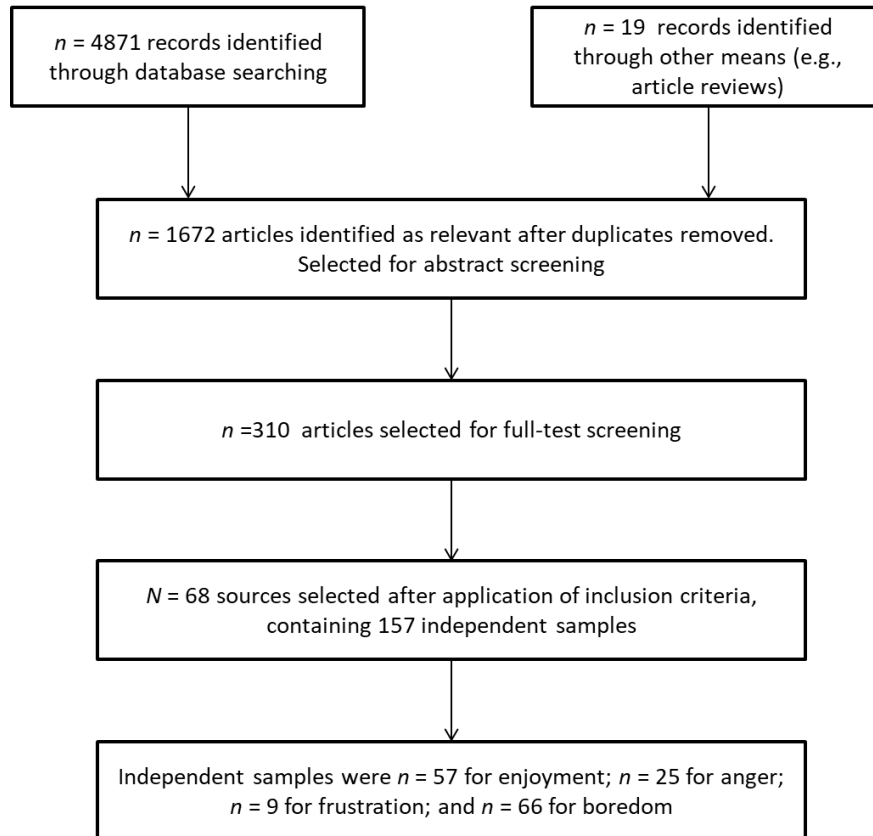 n = 4871 records identified
through database searching
n = 19 records identified
through other means (e.g.,
article reviews)
n = 1672 articles identified as relevant after duplicates removed.
Selected for abstract screening
n =310 articles selected for full-test screening
N = 68 sources selected after application of inclusion criteria,
containing 157 independent samples
Independent samples were n = 57 for enjoyment; n = 25 for anger;
n = 9 for frustration; and n = 66 for boredom